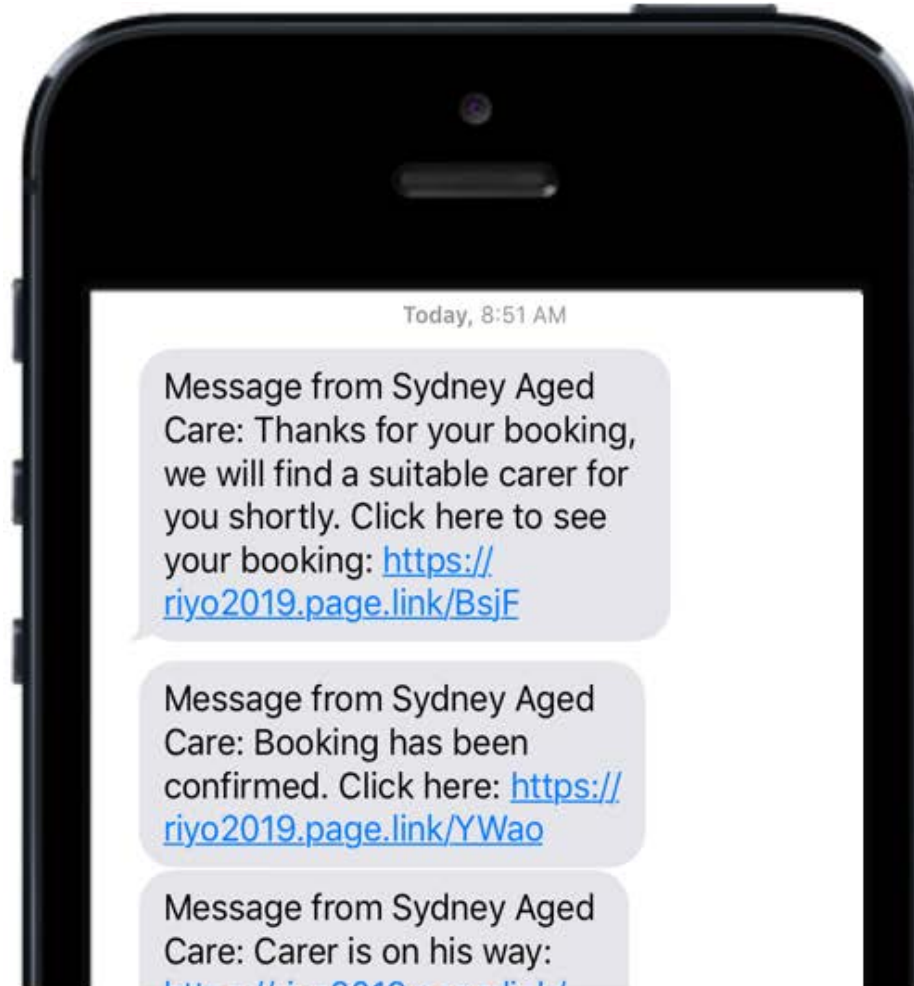 Today, 8:51 AM
Message from Sydney Aged
Care: Thanks for your booking,
we will find a suitable carer for
you shortly. Click here to see
your booking: https://
riyo2019.page.link/BsjF
Message from Sydney Aged
Care: Booking has been
confirmed. Click here: https://
riyo2019.page.link/YWao
Message from Sydney Aged
Care: Carer is on his way: